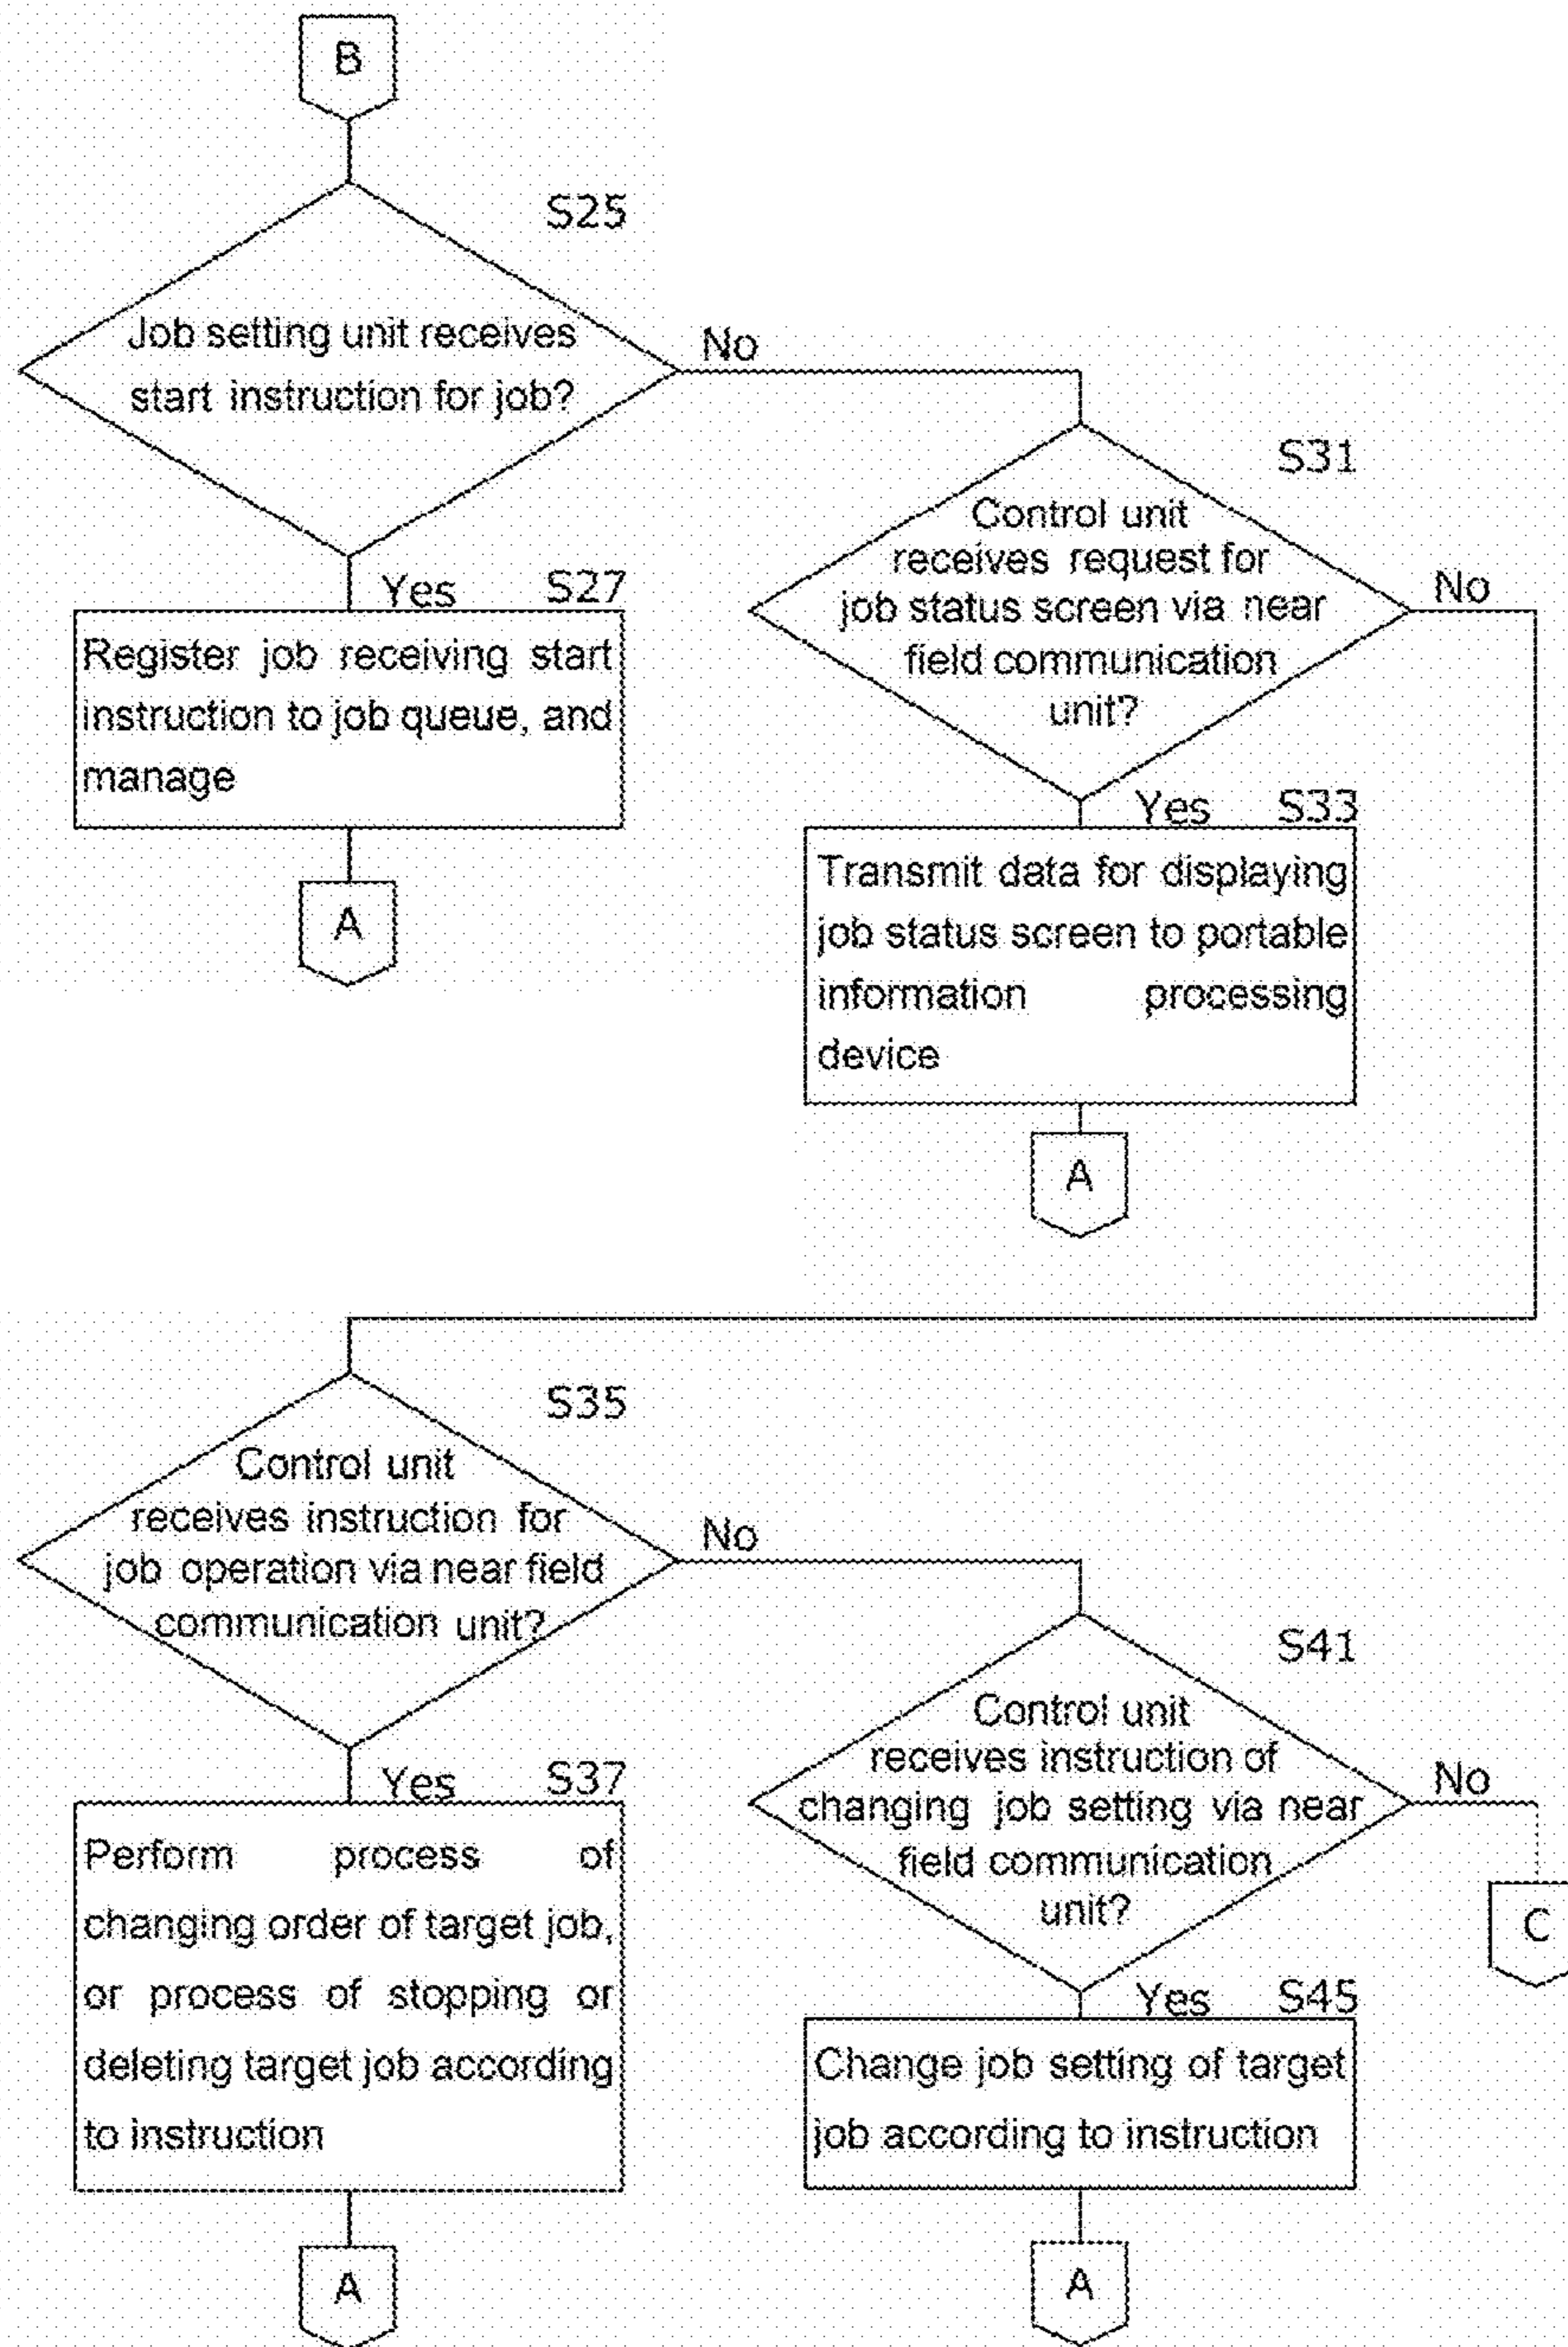 B
S25
Job setting unit receives
start instruction for job?
No
Yes
S27
Register job receiving start
instruction to job queue, and
manage
A
S31
Control unit
receives request for
job status screen via near
field communication
unit?
No
Yes
S33
Transmit data for displaying
job status screen to portable
information processing
device
A
S35
Control unit
receives instruction for
job operation via near field
communication unit?
No
Yes
S37
Perform process of
changing order of target job,
or process of stopping or
deleting target job according
to instruction
A
S41
Control unit
receives instruction of
changing job setting via near
field communication
unit?
No
C
Yes
S45
Change job setting of target
job according to instruction
A